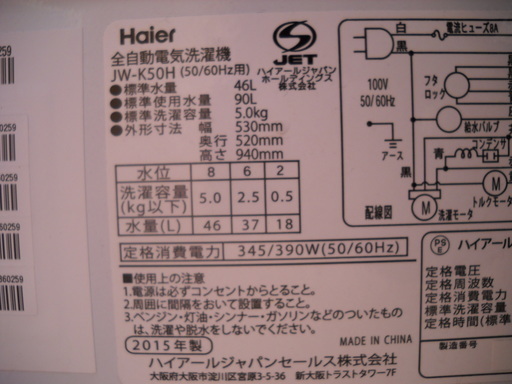 Haier
全自動電気洗濯機
JW-K50H (50/60Hz用)
JET
ハイアールジャパン
ホールディングス
株式会社
●標準水量 46L
●標準使用水量 90L
●標準洗濯容量 5.0kg
●外形寸法 幅 530mm
奥行 520mm
高さ 940mm
水位 8 6 2
洗濯容量(kg以下) 5.0 2.5 0.5
水量(L) 46 37 18
定格消費電力 345/390W(50/60Hz)
■使用上の注意
1.電源は必ずコンセントからとること。
2.周囲に間隔をおいて設置すること。
3.ベンジン・灯油・シンナー・ガソリンなどのついたもの
は、洗濯や脱水をしないでください。
2015年製
MADE IN CHINA
ハイアールジャパンセールス株式会社
大阪府大阪市淀川区宮原3-5-36 新大阪トラストタワー7F
白
電流ヒューズ8A
黒
100V
50/60Hz
フタ
ロック
給水バルブ
アース
コンデンサ
青
黒
M
トルクモータ
M
洗濯モータ
配線図
PS
E
ハイアール
定格電圧
定格周波数
定格消費電力
標準洗濯容量
定格時間(標準
製造番号